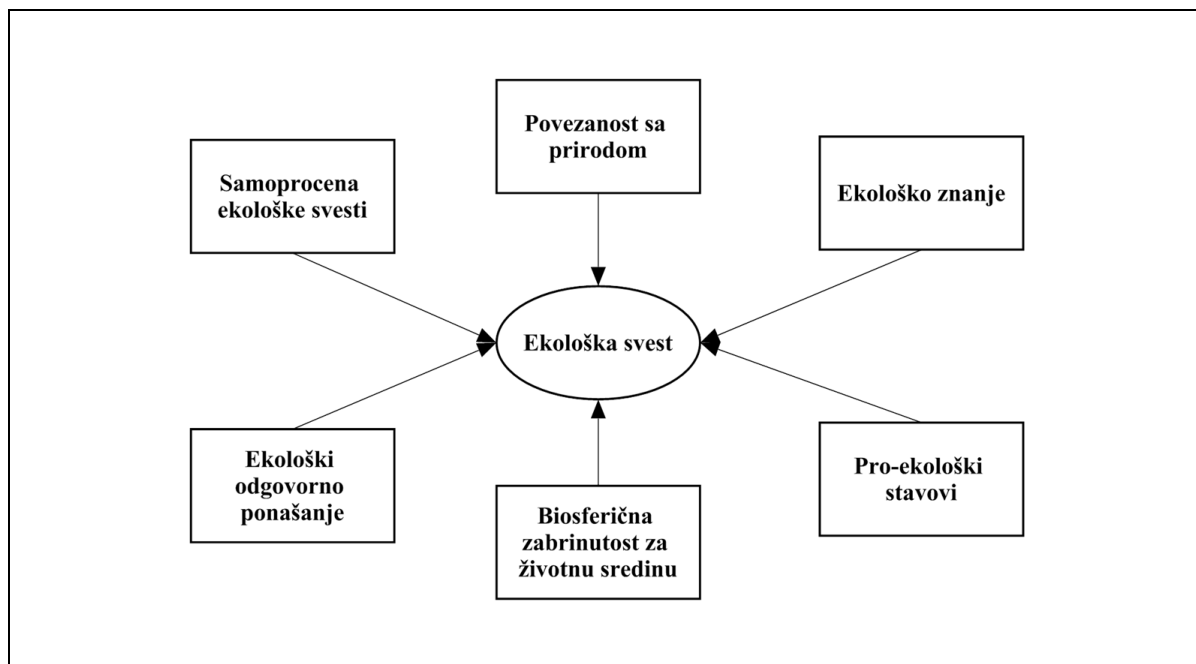 Povezanost sa
prirodom
Samoprocena
ekološke svesti
Ekološko znanje
Ekološka svest
Ekološki
odgovorno
ponašanje
Biosferična
zabrinutost za
životnu sredinu
Pro-ekološki
stavovi